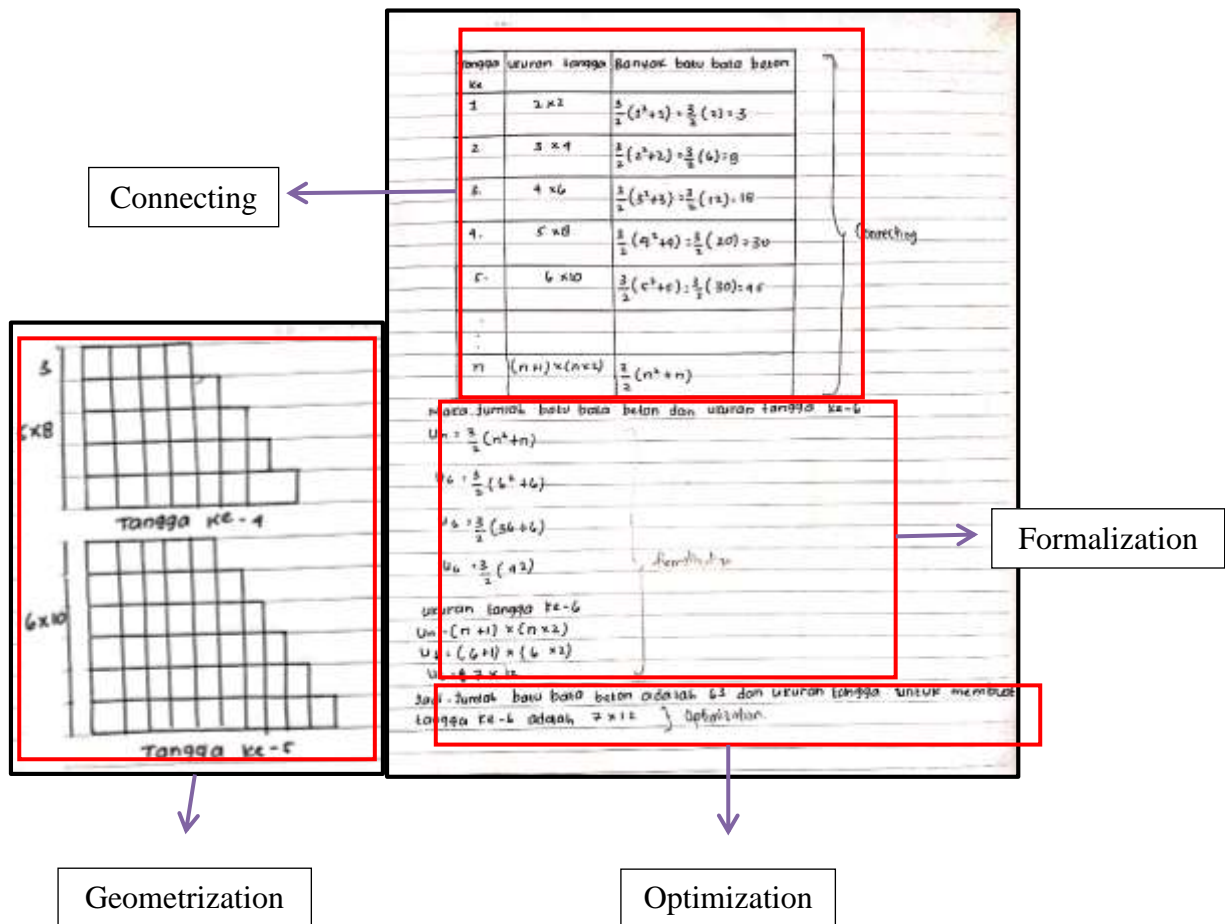 Tangga ke | ukuran tangga | Banyak batu bata beton
1 | 2 x 2 | 3/2 (1²+1) = 3/2 (2) = 3
2 | 3 x 4 | 3/2 (2²+2) = 3/2 (6) = 9
3. | 4 x 6 | 3/2 (3²+3) = 3/2 (12) = 18
4. | 5 x 8 | 3/2 (4²+4) = 3/2 (20) = 30
5. | 6 x 10 | 3/2 (5²+5) = 3/2 (30) = 45
n | (n+1) x (n x 2) | 3/2 (n²+n)
Connecting
Connecting
Maka jumlah batu bata beton dan ukuran tangga ke-6
Un = 3/2 (n²+n)
U6 = 3/2 (6²+6)
U6 = 3/2 (36+6)
U6 = 3/2 (42)
ukuran tangga ke-6
Un = (n+1) x (n x 2)
U6 = (6+1) x (6 x 2)
7 x 12
Formalization
Jadi jumlah batu bata beton adalah 63 dan ukuran tangga untuk membuat
tangga ke-6 adalah 7 x 12 } Optimization
3
5x8
Tangga ke-4
6x10
Tangga ke-5
Geometrization
Optimization